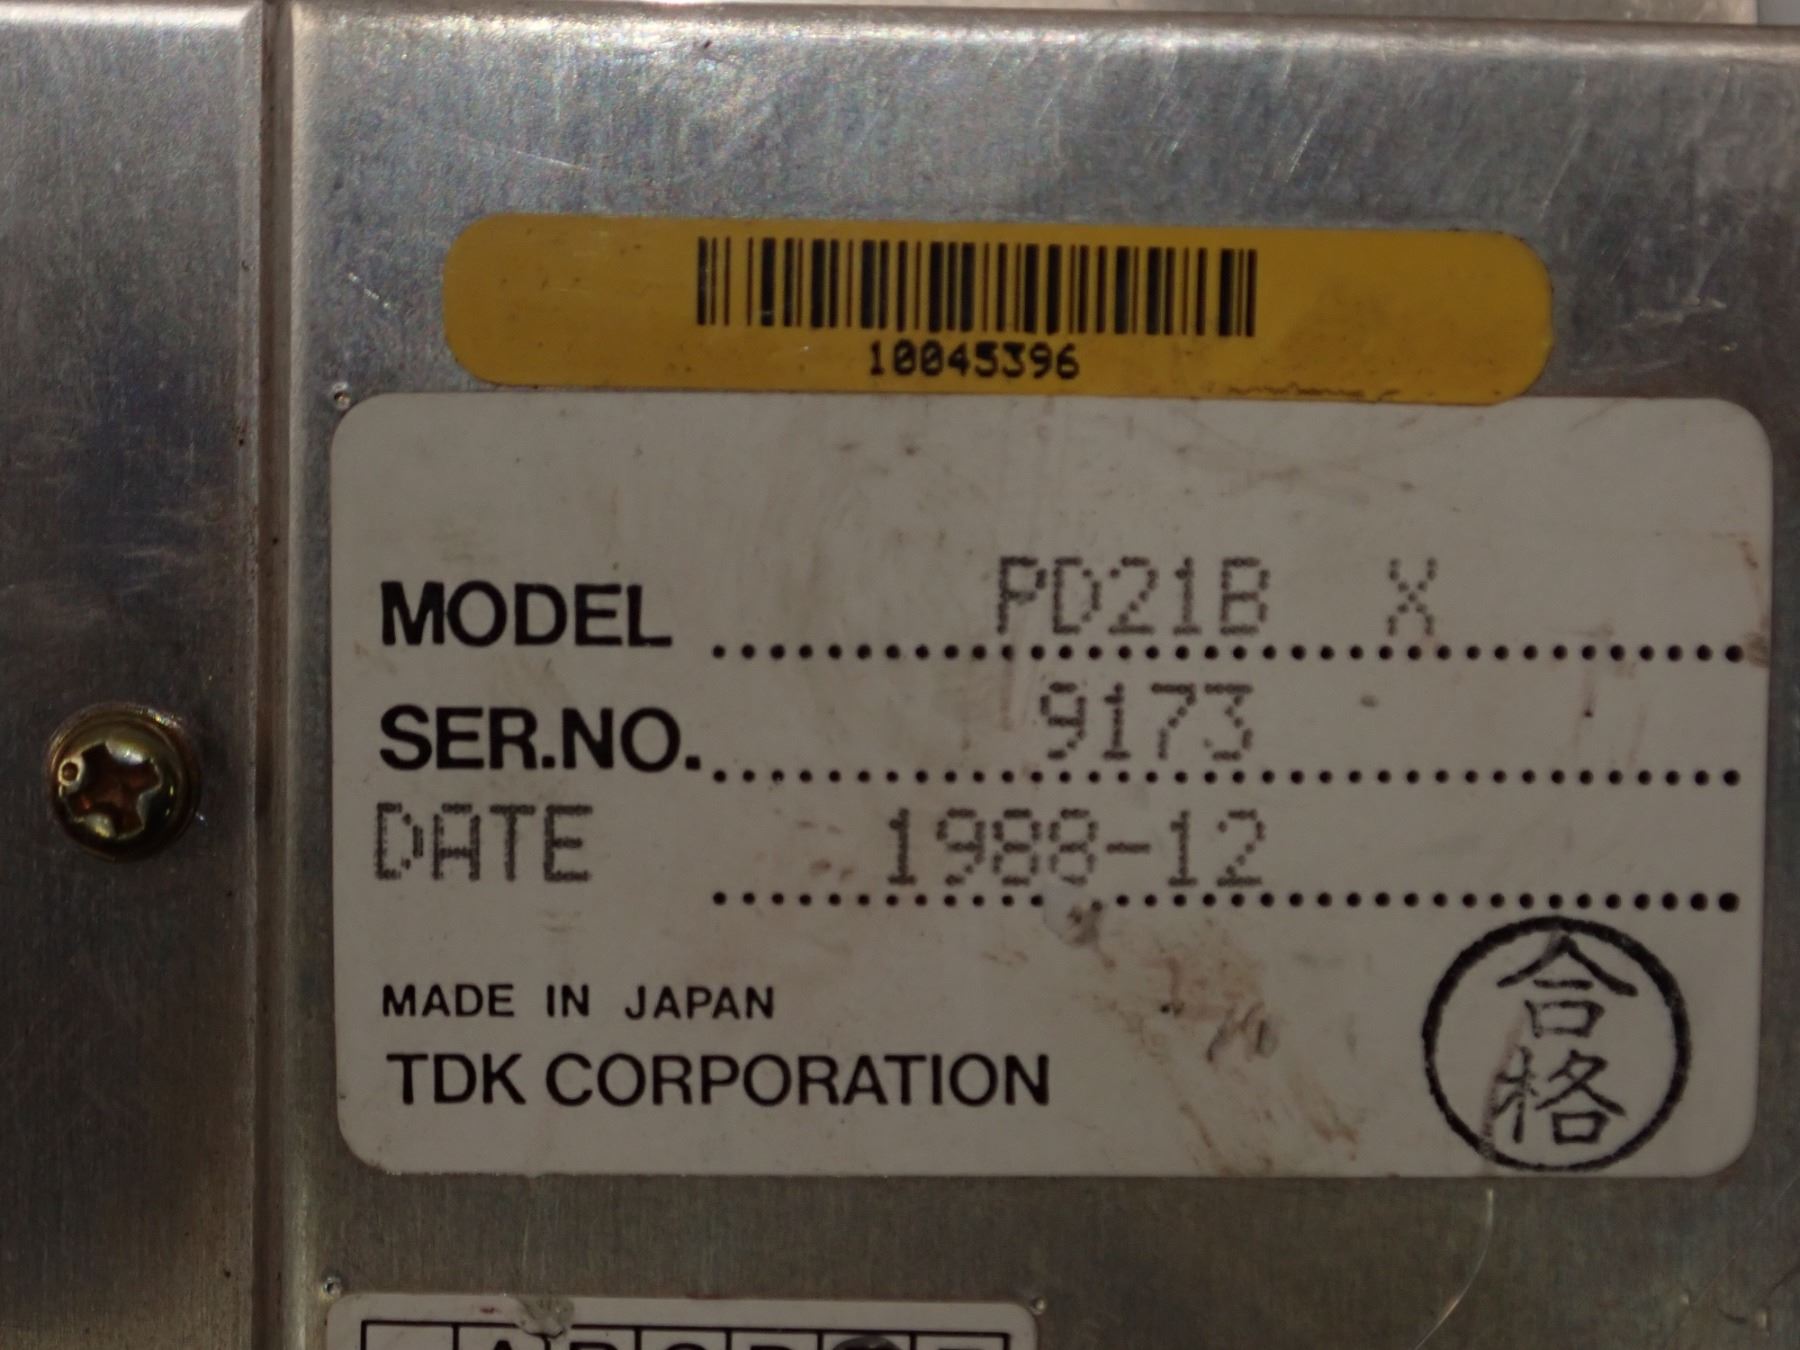 10045396
MODEL PD21B X
SER.NO. 9173
DATE 1988-12
MADE IN JAPAN
TDK CORPORATION
合格